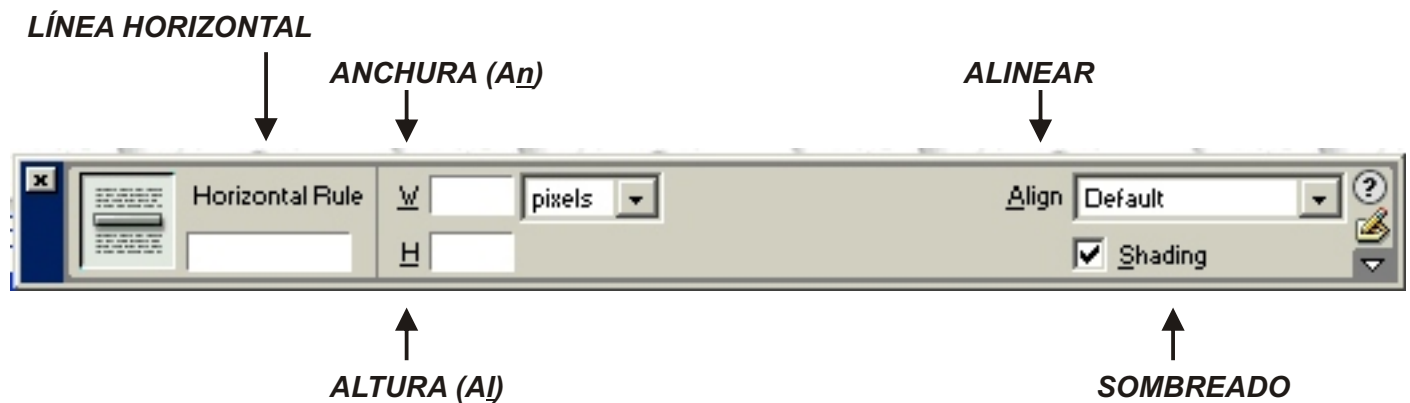 LÍNEA HORIZONTAL
ANCHURA (An)
ALINEAR
Horizontal Rule
W
pixels
Align
Default
H
Shading
ALTURA (Al)
SOMBREADO